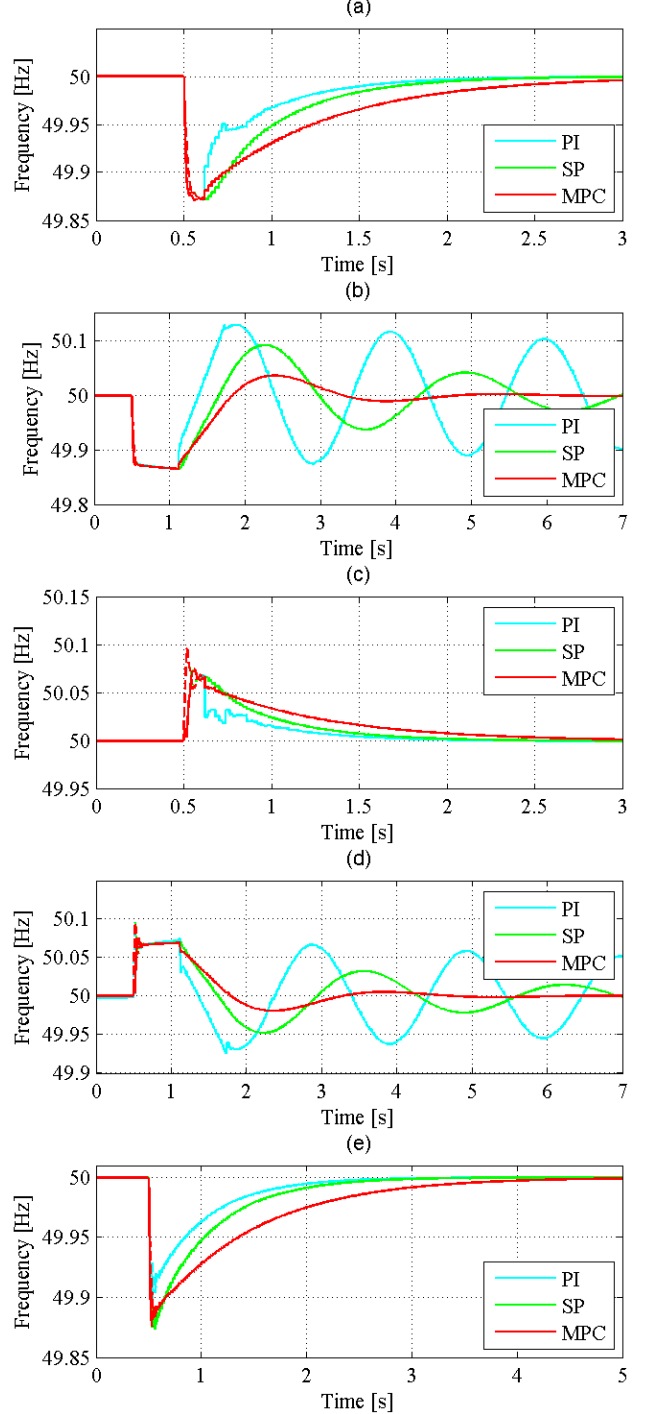 (a)
Frequency [Hz]
50
49.95
49.9
49.85
PI
SP
MPC
0 0.5 1 1.5 2 2.5 3
Time [s]
(b)
Frequency [Hz]
50.1
50
49.9
49.8
PI
SP
MPC
0 1 2 3 4 5 6 7
Time [s]
(c)
Frequency [Hz]
50.15
50.1
50.05
50
49.95
PI
SP
MPC
0 0.5 1 1.5 2 2.5 3
Time [s]
(d)
Frequency [Hz]
50.1
50.05
50
49.95
49.9
PI
SP
MPC
0 1 2 3 4 5 6 7
Time [s]
(e)
Frequency [Hz]
50
49.95
49.9
49.85
PI
SP
MPC
0 1 2 3 4 5
Time [s]